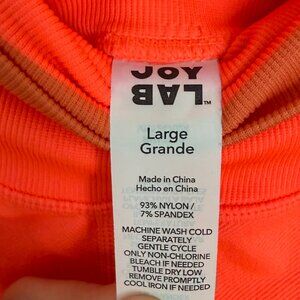 JOY
LAB™
Large
Grande
Made in China
Hecho en China
93% NYLON /
7% SPANDEX
MACHINE WASH COLD
SEPARATELY
GENTLE CYCLE
ONLY NON-CHLORINE
BLEACH IF NEEDED
TUMBLE DRY LOW
REMOVE PROMPTLY
COOL IRON IF NEEDED